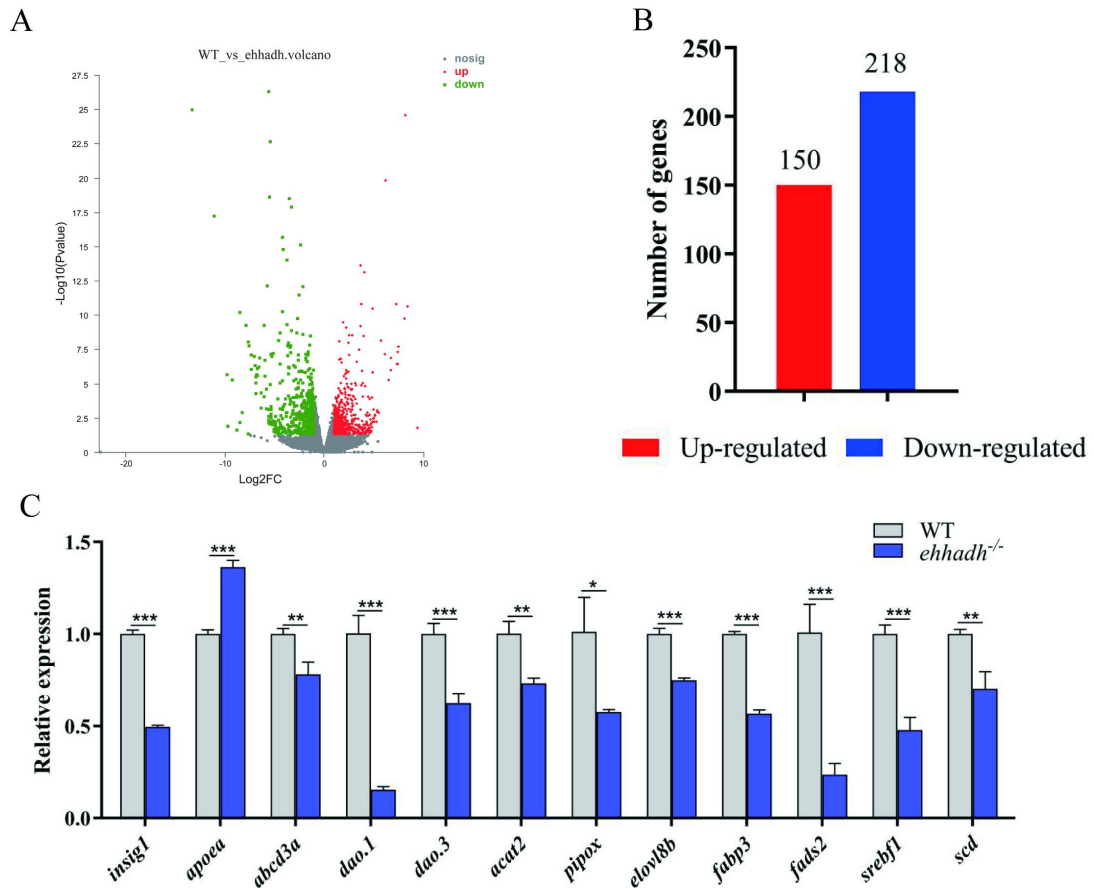 A
WT_vs_ehhadh.volcano
nosig
up
down
27.5
25
22.5
20
17.5
15
12.5
10
7.5
5
2.5
0
-Log10(Pvalue)
-20
-10
0
10
Log2FC
B
218
150
250
200
150
100
50
0
Number of genes
Up-regulated
Down-regulated
C
WT
ehhadh-/-
1.5
1.0
0.5
0.0
Relative expression
*** *** ** *** *** ** * *** *** *** *** **
insig1
apoea
abcd3a
dao.1
dao.3
acat2
pipox
elovl8b
fabp3
fads2
srebf1
scd